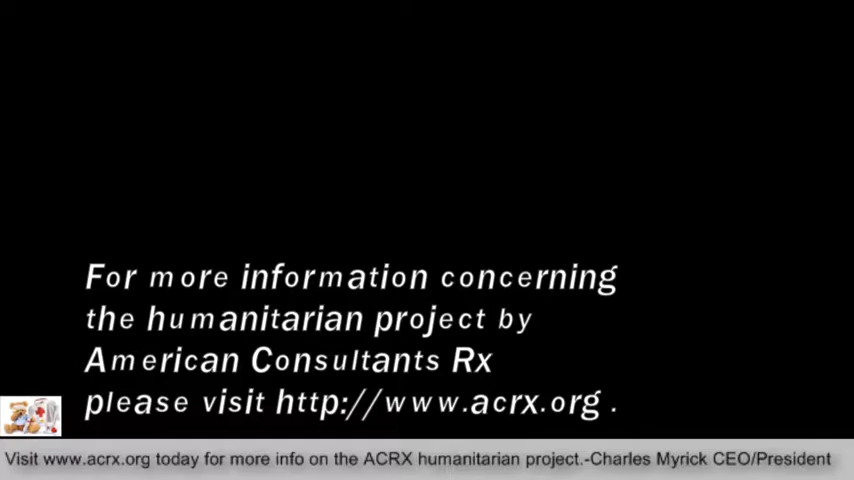 For more information concerning
the humanitarian project by
American Consultants Rx
please visit http://www.acrx.org .
Visit www.acrx.org today for more info on the ACRX humanitarian project.-Charles Myrick CEO/President